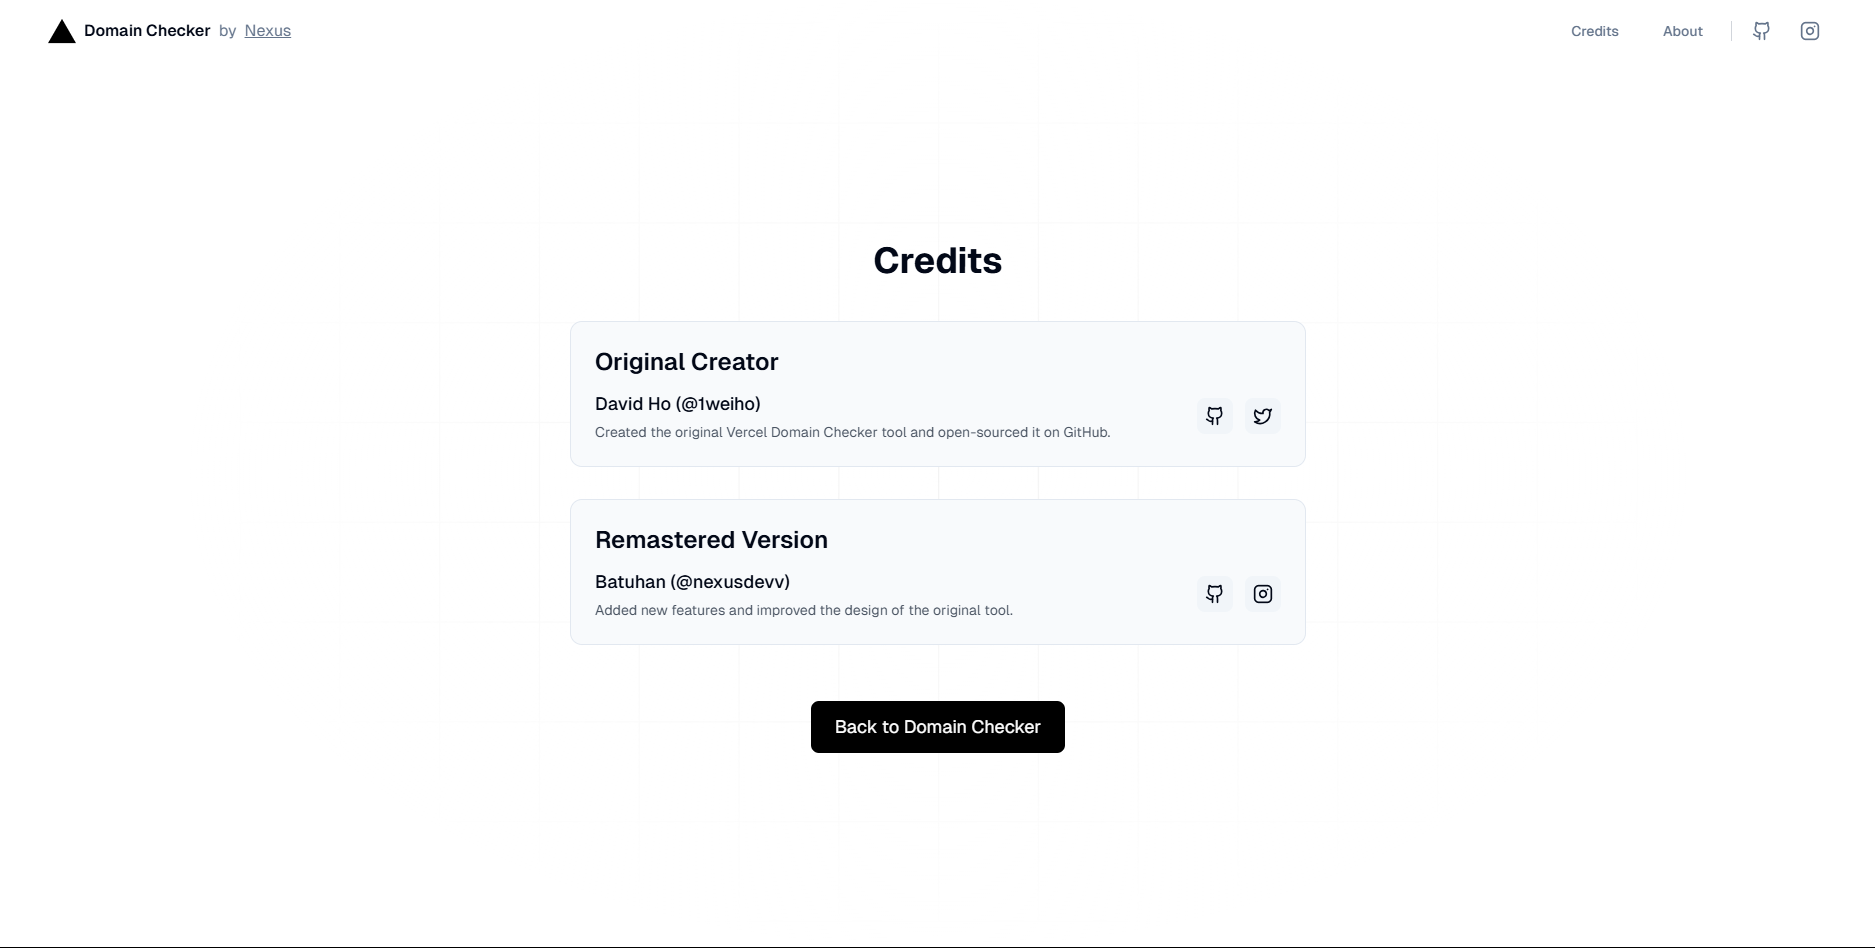 Domain Checker by Nexus
Credits About
Credits
Original Creator
David Ho (@1weiho)
Created the original Vercel Domain Checker tool and open-sourced it on GitHub.
Remastered Version
Batuhan (@nexusdevv)
Added new features and improved the design of the original tool.
Back to Domain Checker